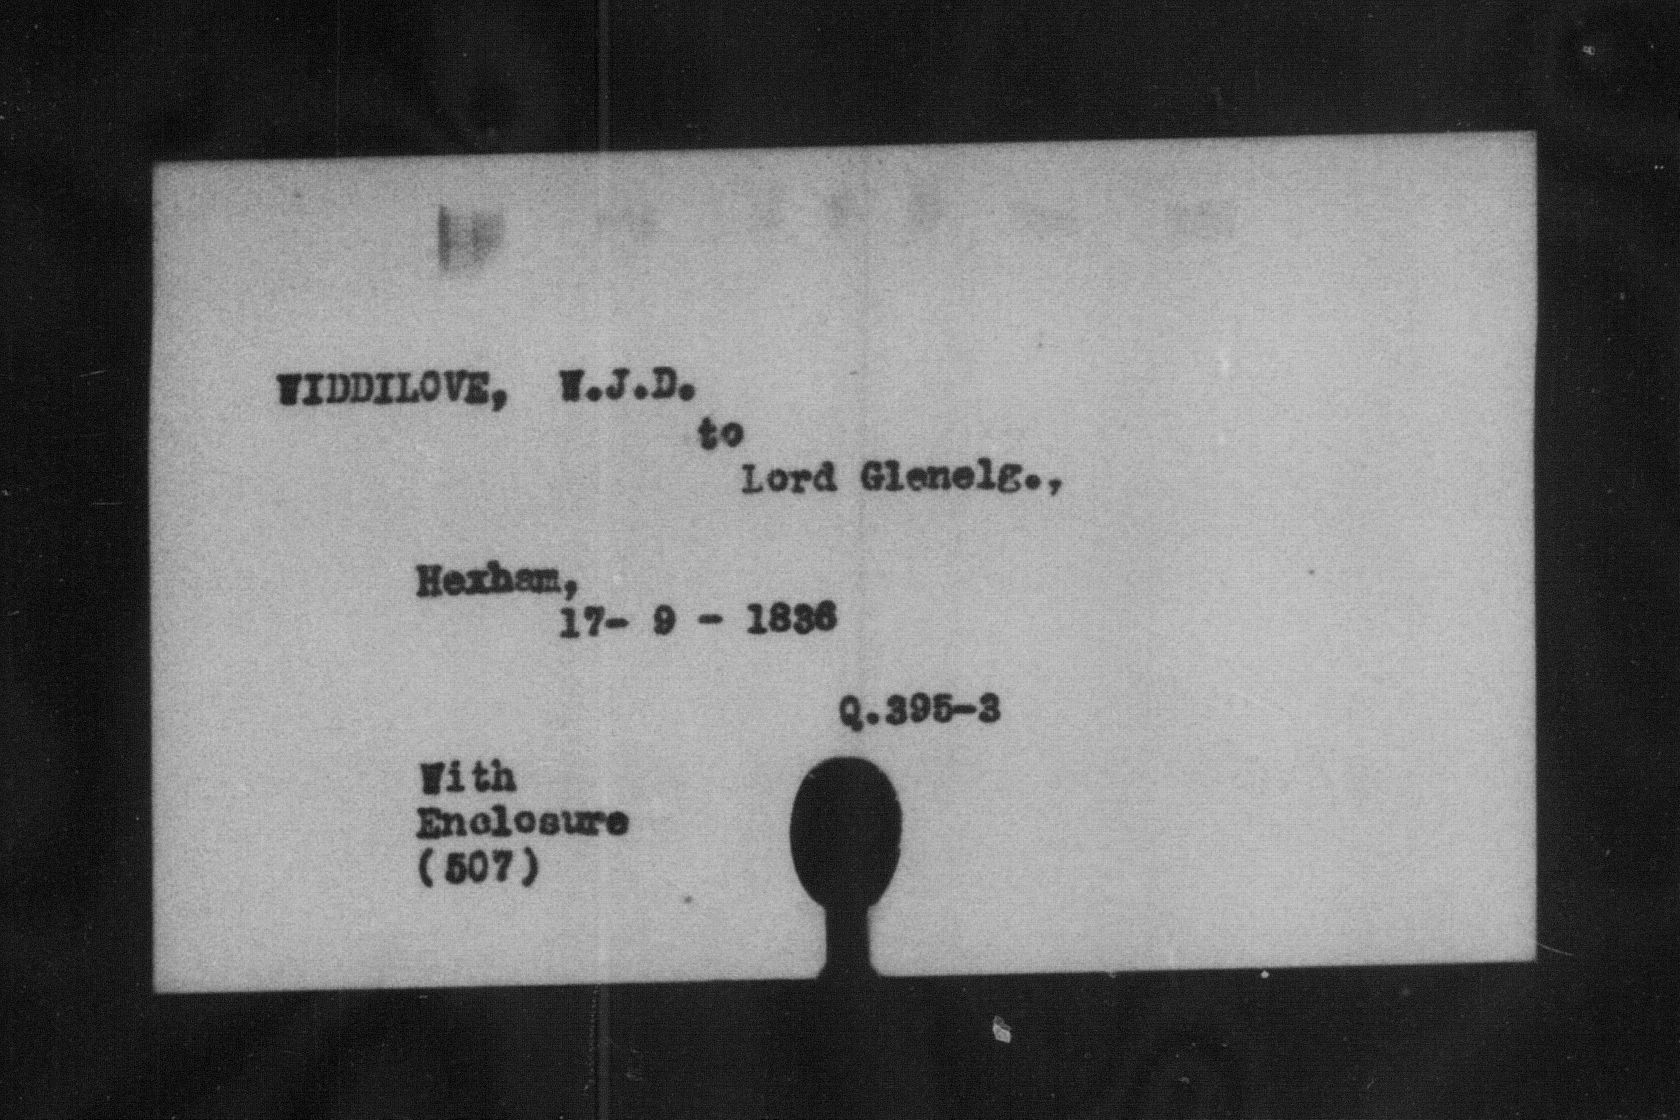 WIDDILOVE, W.J.D.
to
Lord Glenelg.,
Hexham,
17- 9 - 1836
Q.395-3
With
Enclosure
(507)